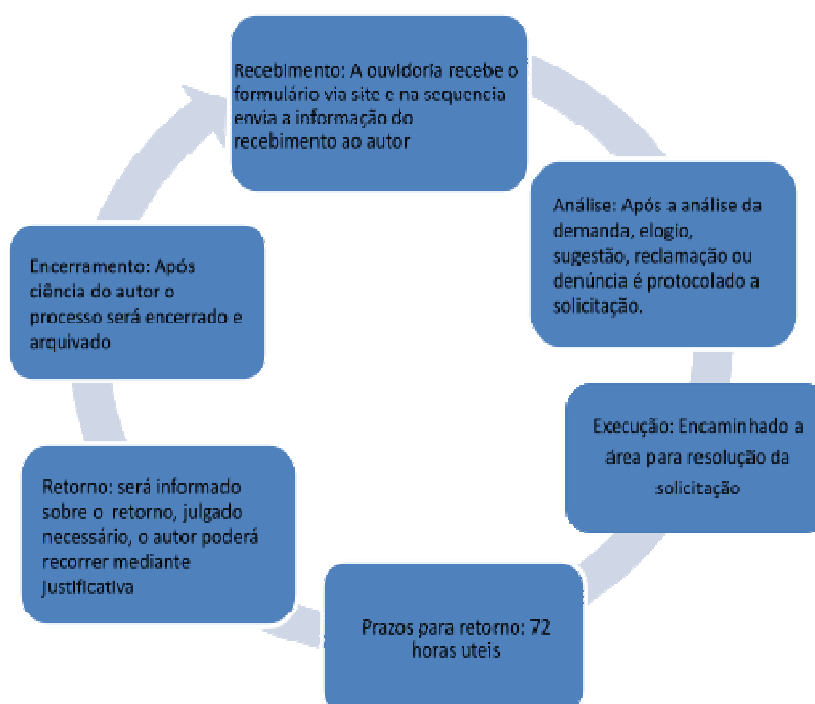 Recebimento: A ouvidoria recebe o
formulário via site e na sequencia
envia a informação do
recebimento ao autor
Análise: Após a análise da
demanda, elogio,
sugestão, reclamação ou
denúncia é protocolado a
solicitação.
Execução: Encaminhado a
área para resolução da
solicitação
Prazos para retorno: 72
horas uteis
Retorno: será informado
sobre o retorno, julgado
necessário, o autor poderá
recorrer mediante
justificativa
Encerramento: Após
ciência do autor o
processo será encerrado e
arquivado